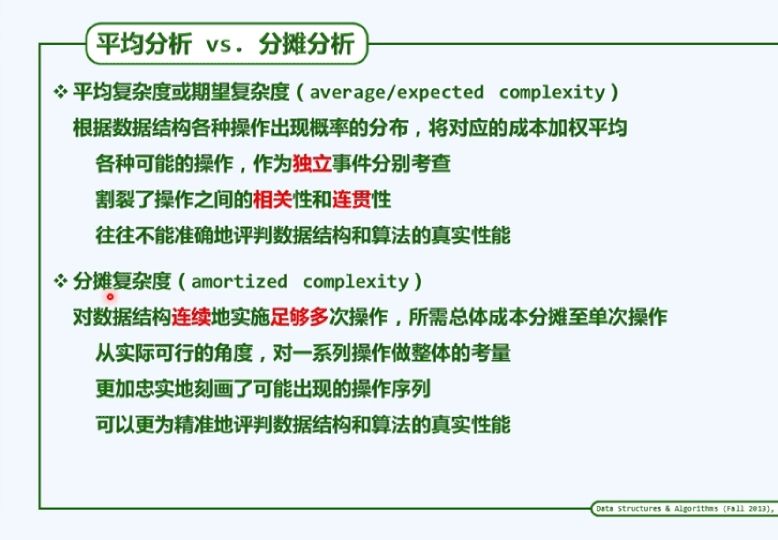 平均分析 vs. 分摊分析
❖ 平均复杂度或期望复杂度（average/expected complexity）
根据数据结构各种操作出现概率的分布，将对应的成本加权平均
各种可能的操作，作为独立事件分别考查
割裂了操作之间的相关性和连贯性
往往不能准确地评判数据结构和算法的真实性能
❖ 分摊复杂度（amortized complexity）
对数据结构连续地实施足够多次操作，所需总体成本分摊至单次操作
从实际可行的角度，对一系列操作做整体的考量
更加忠实地刻画了可能出现的操作序列
可以更为精准地评判数据结构和算法的真实性能
Data Structures & Algorithms (Fall 2013),